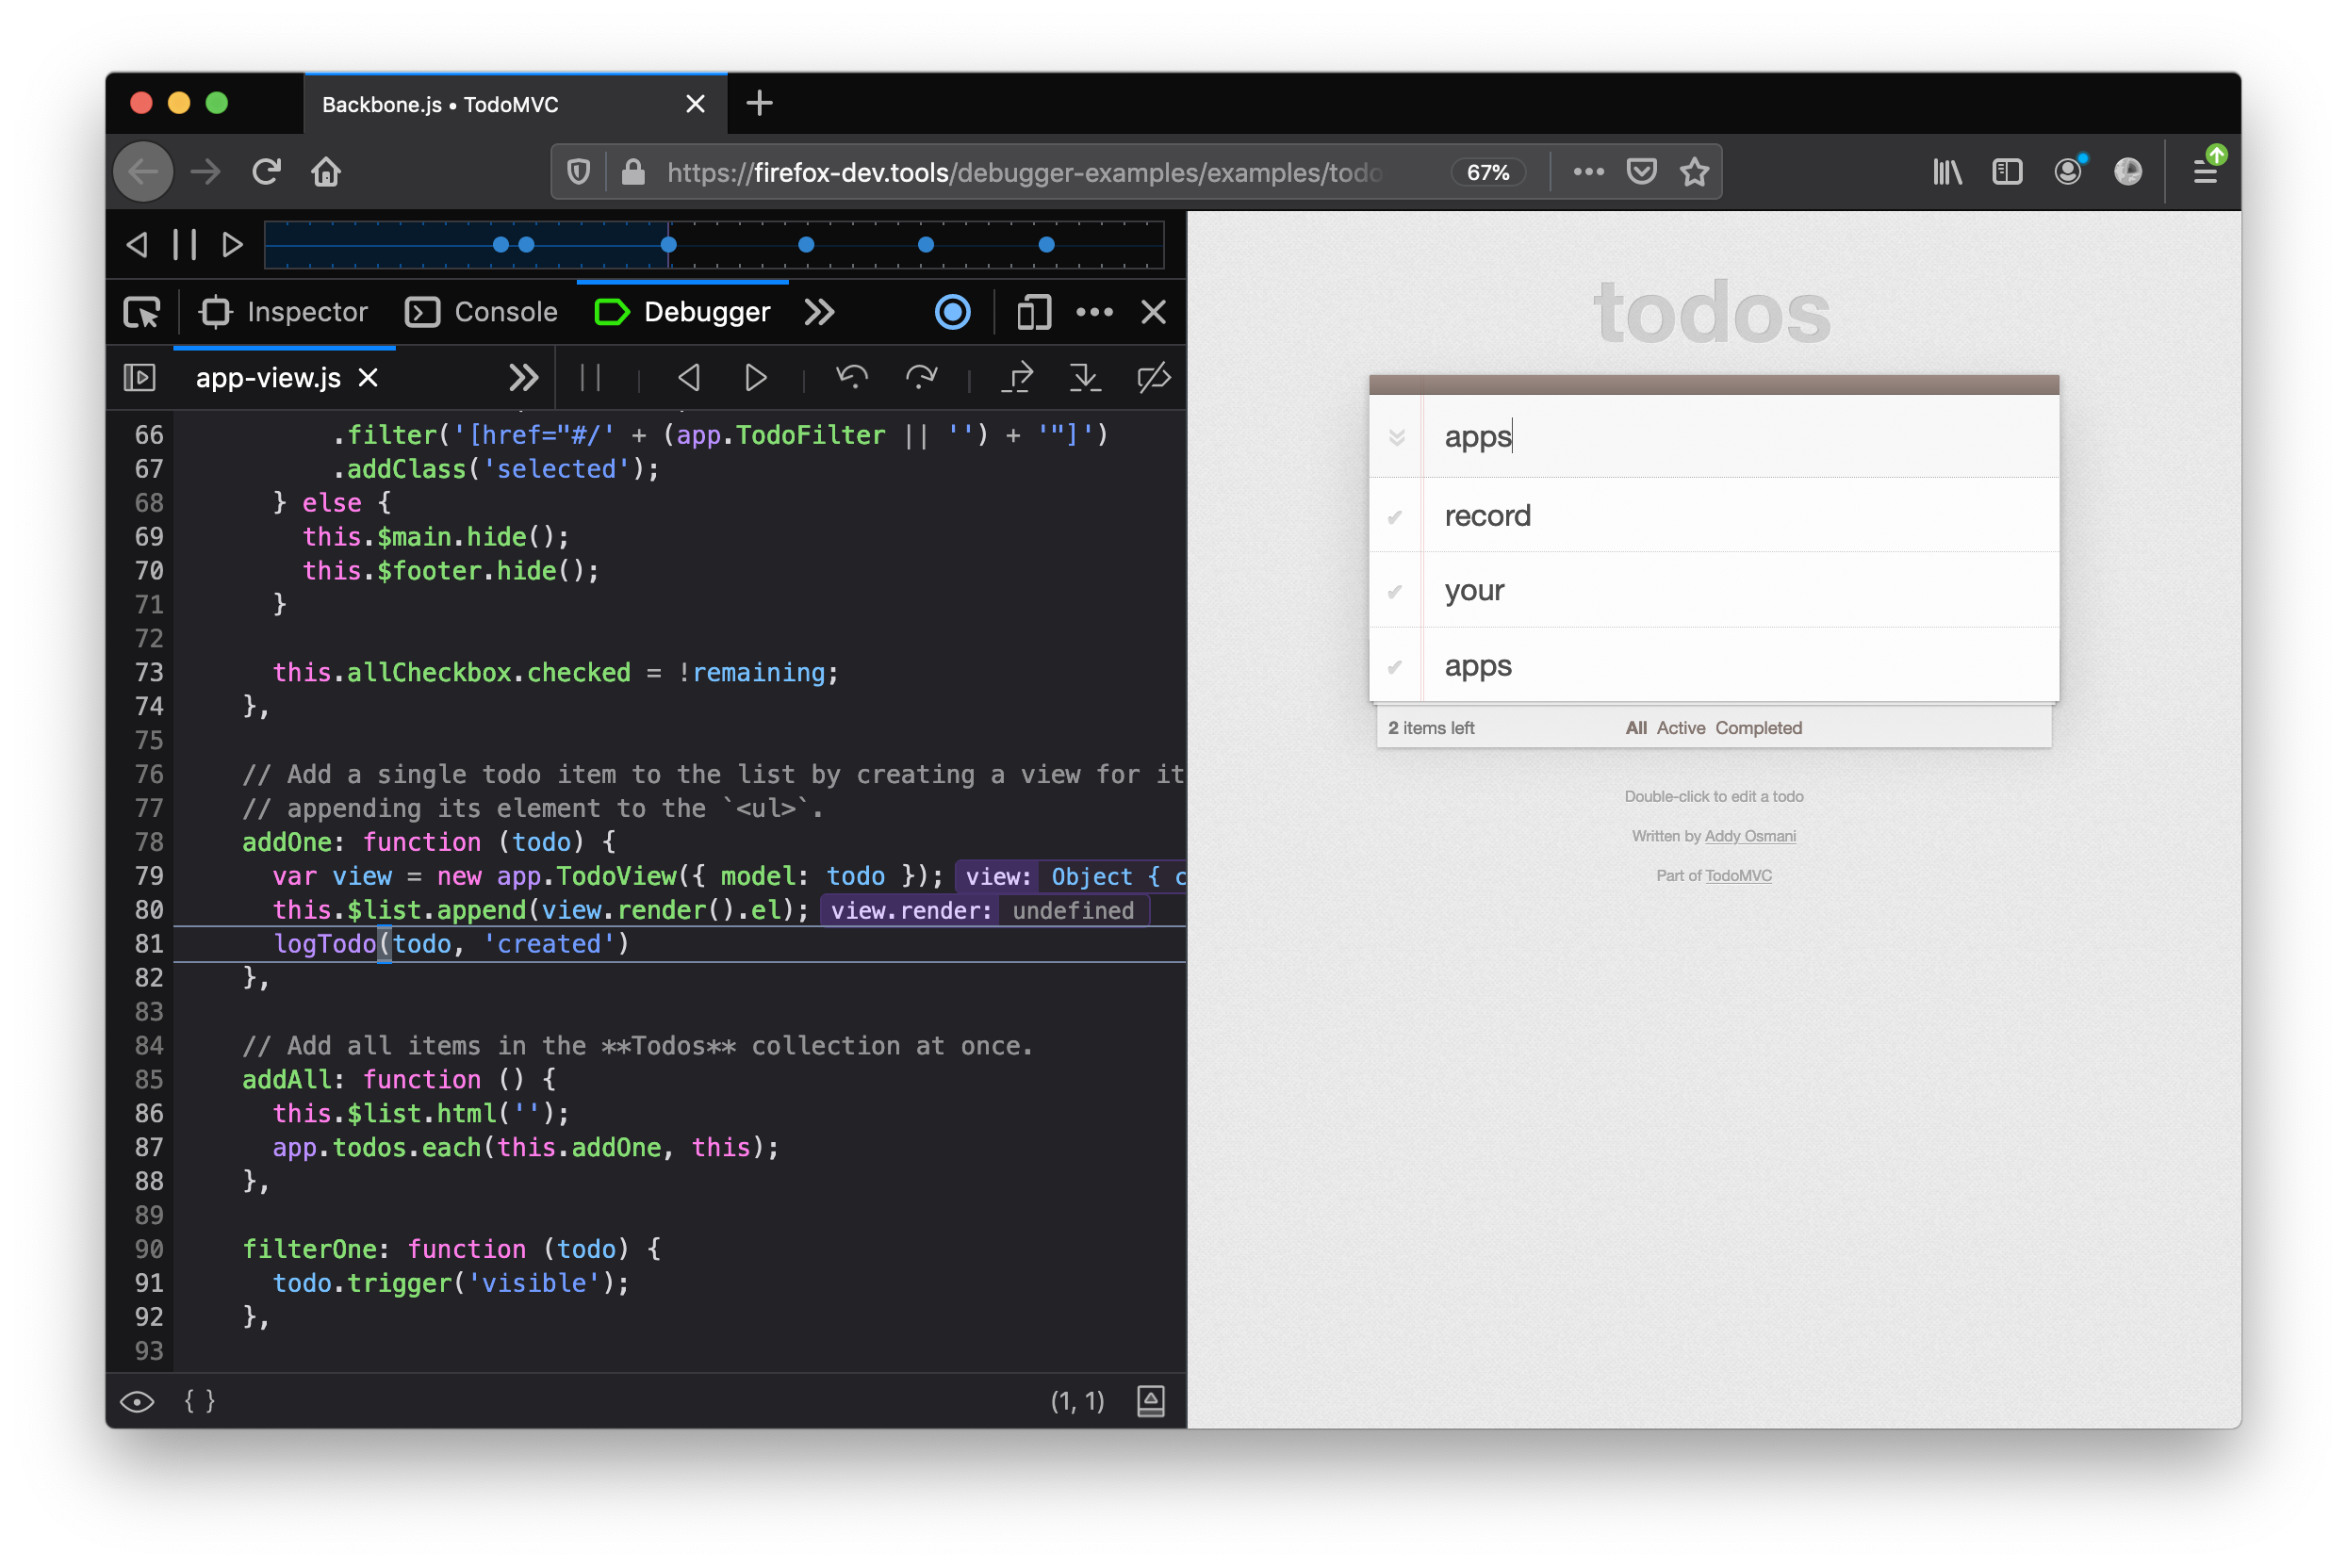 Backbone.js • TodoMVC
https://firefox-dev.tools/debugger-examples/examples/todo
67%
Inspector
Console
Debugger
app-view.js
66 .filter('[href="#/' + (app.TodoFilter || '') + '"]')
67 .addClass('selected');
68 } else {
69 this.$main.hide();
70 this.$footer.hide();
71 }
72
73 this.allCheckbox.checked = !remaining;
74 },
75
76 // Add a single todo item to the list by creating a view for it
77 // appending its element to the `<ul>`.
78 addOne: function (todo) {
79 var view = new app.TodoView({ model: todo }); view: Object { c
80 this.$list.append(view.render().el); view.render: undefined
81 logTodo(todo, 'created')
82 },
83
84 // Add all items in the **Todos** collection at once.
85 addAll: function () {
86 this.$list.html('');
87 app.todos.each(this.addOne, this);
88 },
89
90 filterOne: function (todo) {
91 todo.trigger('visible');
92 },
93
{ }
(1, 1)
todos
apps
record
your
apps
2 items left
All Active Completed
Double-click to edit a todo
Written by Addy Osmani
Part of TodoMVC